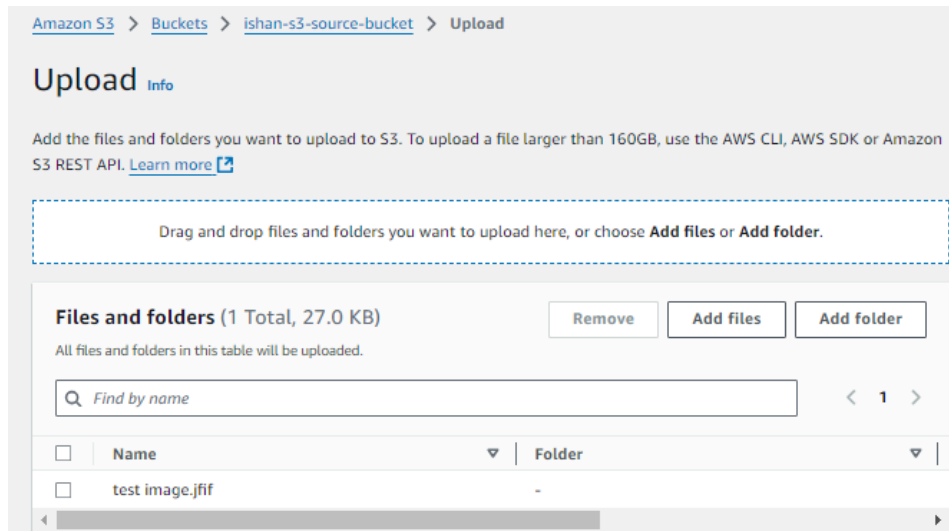 Amazon S3 > Buckets > ishan-s3-source-bucket > Upload
Upload Info
Add the files and folders you want to upload to S3. To upload a file larger than 160GB, use the AWS CLI, AWS SDK or Amazon
S3 REST API. Learn more
Drag and drop files and folders you want to upload here, or choose Add files or Add folder.
Files and folders (1 Total, 27.0 KB) Remove Add files Add folder
All files and folders in this table will be uploaded.
Find by name < 1 >
Name Folder
test image.jfif -